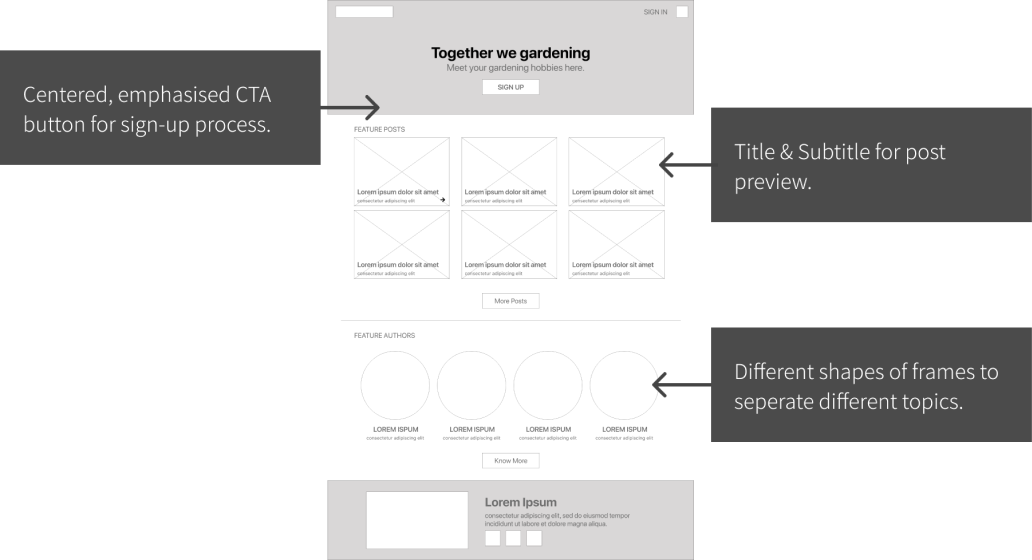 SIGN IN
Together we gardening
Meet your gardening hobbies here.
SIGN UP
Centered, emphasised CTA
button for sign-up process.
FEATURE POSTS
Title & Subtitle for post
preview.
Lorem ipsum dolor sit amet
consectetur adipiscing elit
Lorem ipsum dolor sit amet
consectetur adipiscing elit
Lorem ipsum dolor sit amet
consectetur adipiscing elit
Lorem ipsum dolor sit amet
consectetur adipiscing elit
Lorem ipsum dolor sit amet
consectetur adipiscing elit
Lorem ipsum dolor sit amet
consectetur adipiscing elit
More Posts
FEATURE AUTHORS
Different shapes of frames to
seperate different topics.
LOREM ISPUM
consectetur adipiscing elit
LOREM ISPUM
consectetur adipiscing elit
LOREM ISPUM
consectetur adipiscing elit
LOREM ISPUM
consectetur adipiscing elit
Know More
Lorem Ipsum
consectetur adipiscing elit, sed do eiusmod tempor
incididunt ut labore et dolore magna aliqua.